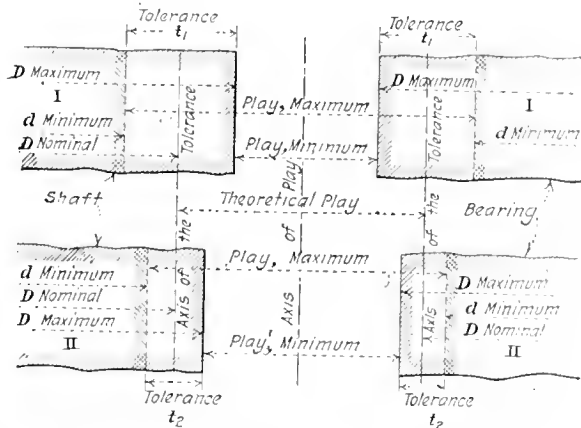 Tolerance
t₁
Tolerance
t₁
D Maximum
I
d Minimum
D Nominal
Tolerance
Play, Maximum
Play, Minimum
Tolerance
D Maximum
I
d Minimum
Shaft
Theoretical Play
Bearing
Axis of the
Axis of Play
Axis of the
d Minimum
D Nominal
D Maximum
II
Play, Maximum
Play, Minimum
D Maximum
d Minimum
D Nominal
II
Tolerance
t₂
Tolerance
t₂